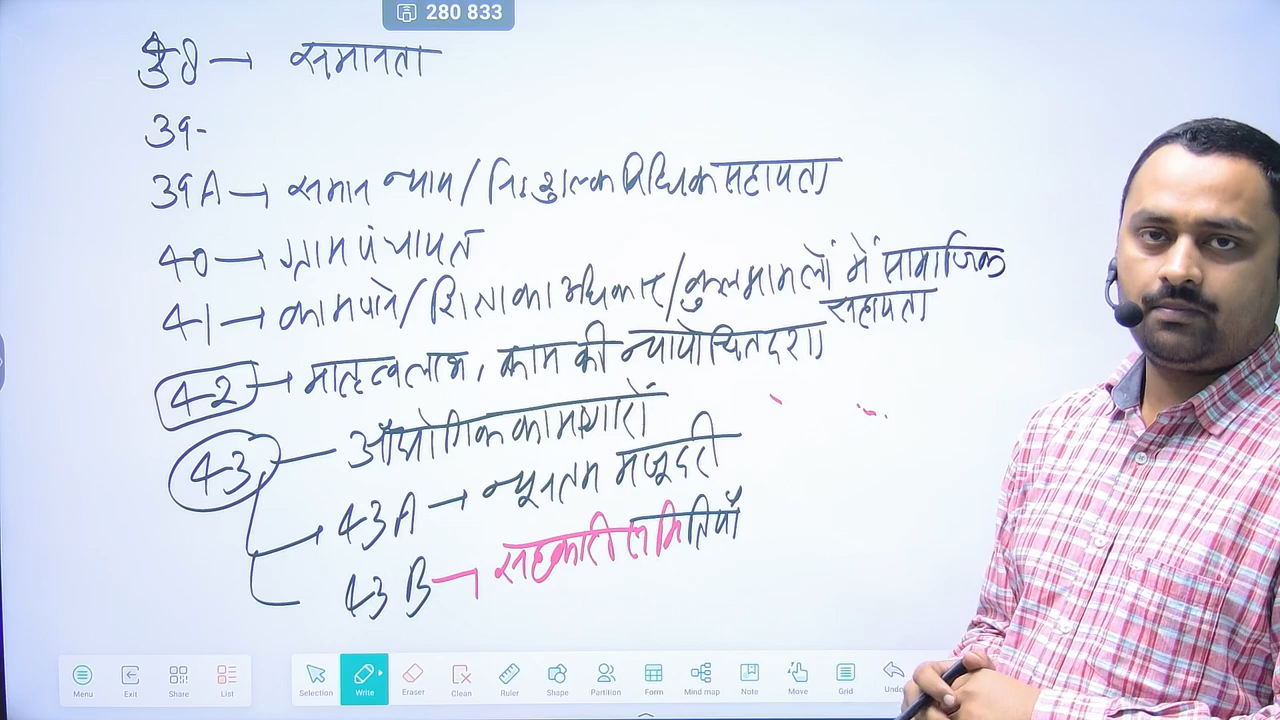 280 833
38 → समानता
39-
39A → समान न्याय / निःशुल्क विधिक सहायता
40 → ग्राम पंचायत
41 → काम पाने / शिक्षा का अधिकार / कुछ मामलों में सामाजिक
सहायता
42 → मातृत्व लाभ, काम की न्यायोचित दशा
43 — औद्योगिक कामगारों
43A → न्यूनतम मजदूरी
43B → सहकारी समितियाँ
Menu Exit Share List Selection Write Eraser Clean Ruler Shape Partition Form Mind map Note Move Grid Undo